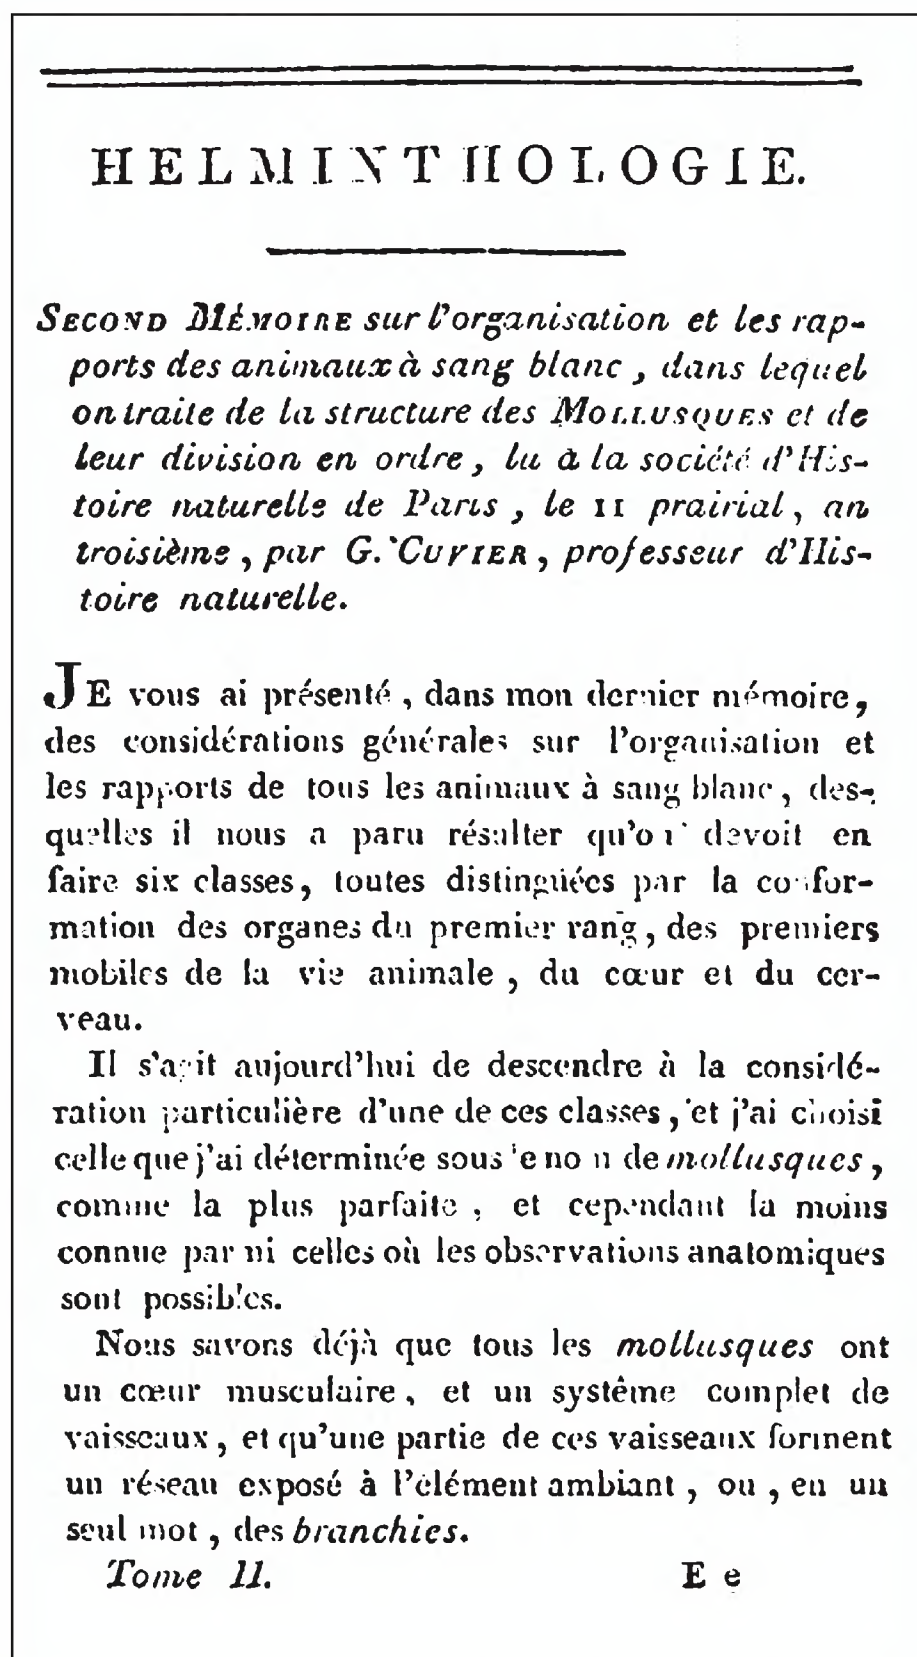 HELMINTHOLOGIE.
SECOND MÉMOIRE sur l'organisation et les rap-
ports des animaux à sang blanc, dans lequel
on traite de la structure des MOLLUSQUES et de
leur division en ordre, lu à la société d'His-
toire naturelle de Paris, le 11 prairial, an
troisième, par G. CUVIER, professeur d'His-
toire naturelle.
JE vous ai présenté, dans mon dernier mémoire,
des considérations générales sur l'organisation et
les rapports de tous les animaux à sang blanc, des-
quelles il nous a paru résulter qu'on devoit en
faire six classes, toutes distinguées par la confor-
mation des organes du premier rang, des premiers
mobiles de la vie animale, du cœur et du cer-
veau.
Il s'agit aujourd'hui de descendre à la considé-
ration particulière d'une de ces classes, et j'ai choisi
celle que j'ai déterminée sous le nom de mollusques,
comme la plus parfaite, et cependant la moins
connue parmi celles où les observations anatomiques
sont possibles.
Nous savons déjà que tous les mollusques ont
un cœur musculaire, et un système complet de
vaisseaux, et qu'une partie de ces vaisseaux forment
un réseau exposé à l'élément ambiant, ou, en un
seul mot, des branchies.
Tome II. E e